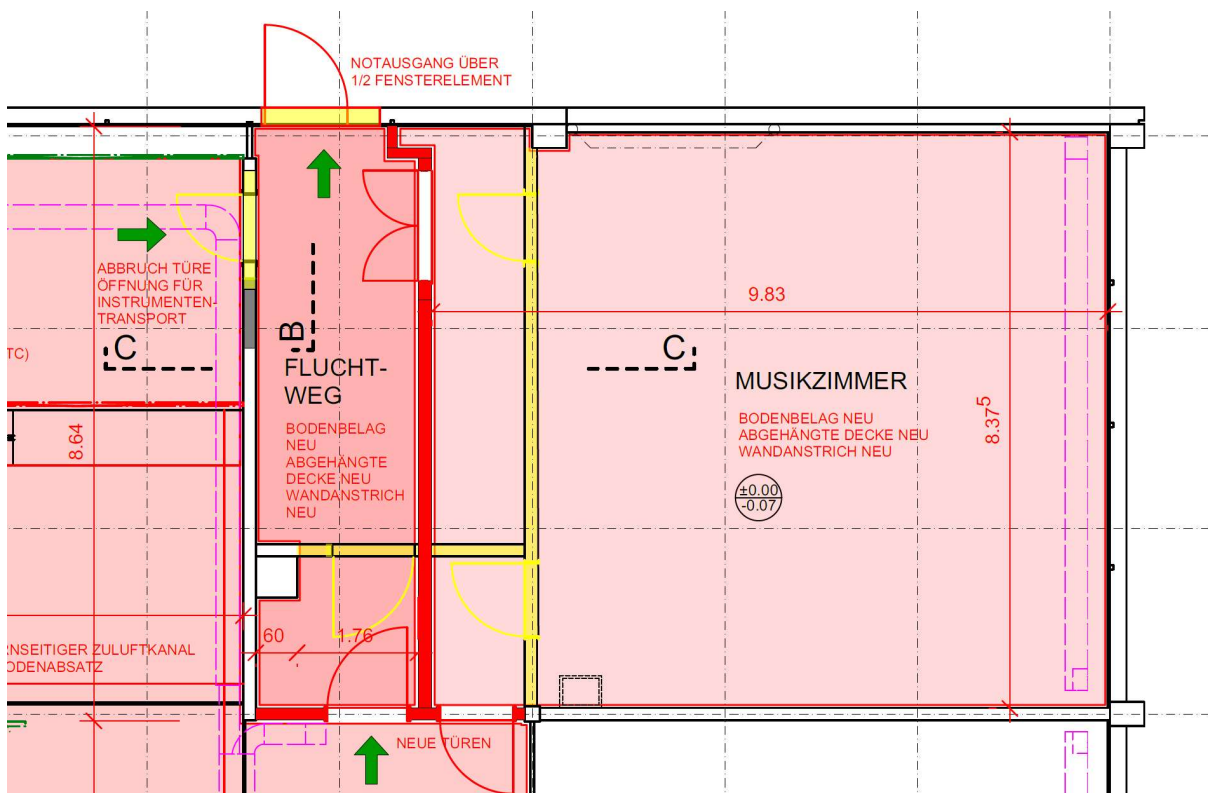 NOTAUSGANG ÜBER
1/2 FENSTERELEMENT
ABBRUCH TÜRE
ÖFFNUNG FÜR
INSTRUMENTEN-
TRANSPORT
9.83
B
TC)
C
C
FLUCHT-
WEG
MUSIKZIMMER
BODENBELAG NEU
ABGEHÄNGTE DECKE NEU
WANDANSTRICH NEU
8.37⁵
8.64
BODENBELAG
NEU
ABGEHÄNGTE
DECKE NEU
WANDANSTRICH
NEU
±0.00
-0.07
60
1.76
RNSEITIGER ZULUFTKANAL
ODENABSATZ
NEUE TÜREN